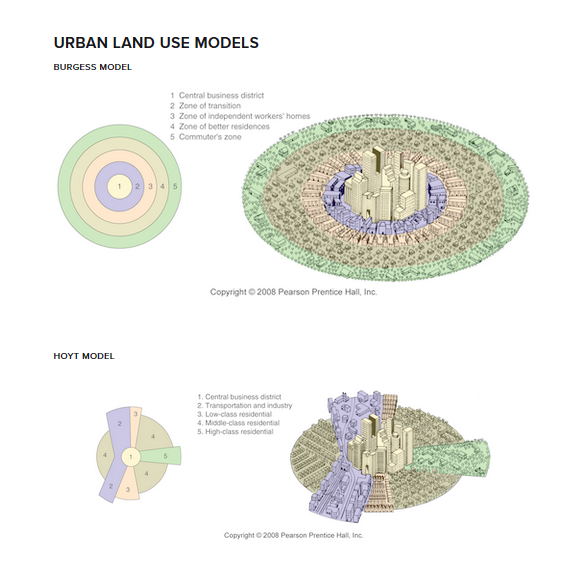 URBAN LAND USE MODELS
BURGESS MODEL
1 Central business district
2 Zone of transition
3 Zone of independent workers' homes
4 Zone of better residences
5 Commuter's zone
1 2 3 4 5
Copyright © 2008 Pearson Prentice Hall, Inc.
HOYT MODEL
1. Central business district
2. Transportation and industry
3. Low-class residential
4. Middle-class residential
5. High-class residential
3
2
4
4 1 5
4
2 3
Copyright © 2008 Pearson Prentice Hall, Inc.